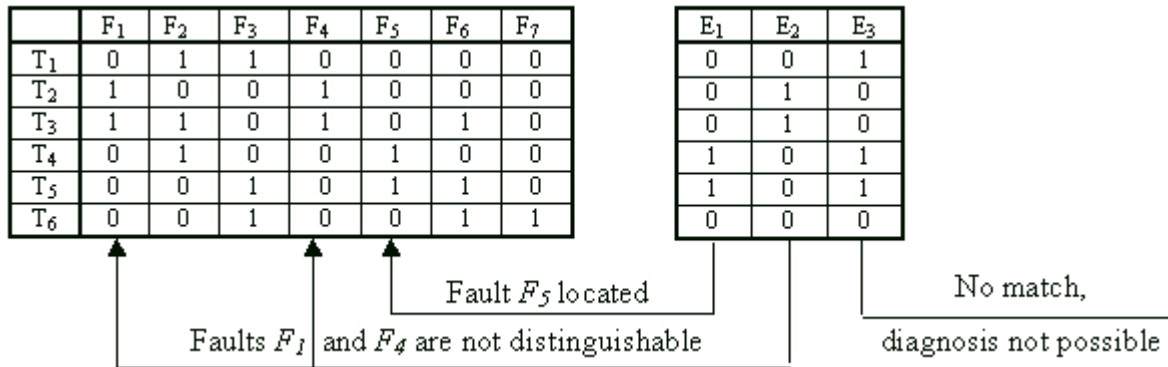 F1 F2 F3 F4 F5 F6 F7 E1 E2 E3
T1 0 1 1 0 0 0 0 0 0 1
T2 1 0 0 1 0 0 0 0 1 0
T3 1 1 0 1 0 1 0 0 1 0
T4 0 1 0 0 1 0 0 1 0 1
T5 0 0 1 0 1 1 0 1 0 1
T6 0 0 1 0 0 1 1 0 0 0
Fault F5 located
No match,
Faults F1 and F4 are not distinguishable
diagnosis not possible